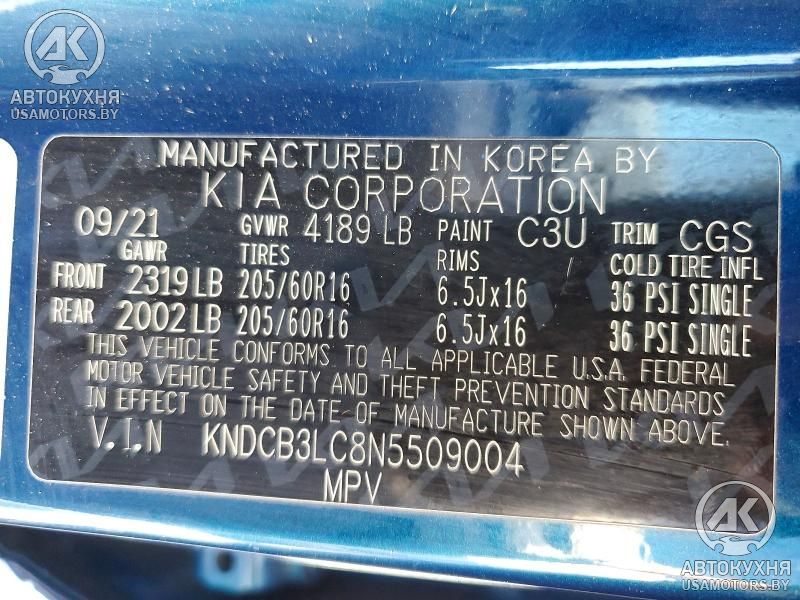 AK
АВТОКУХНЯ
USAMOTORS.BY
MANUFACTURED IN KOREA BY
KIA CORPORATION
09/21 GVWR 4189 LB PAINT C3U TRIM CGS
GAWR TIRES RIMS COLD TIRE INFL
FRONT 2319 LB 205/60R16 6.5Jx16 36 PSI SINGLE
REAR 2002 LB 205/60R16 6.5Jx16 36 PSI SINGLE
THIS VEHICLE CONFORMS TO ALL APPLICABLE U.S.A. FEDERAL
MOTOR VEHICLE SAFETY AND THEFT PREVENTION STANDARDS
IN EFFECT ON THE DATE OF MANUFACTURE SHOWN ABOVE.
V.I.N KNDCB3LC8N5509004
MPV
AK
АВТОКУХНЯ
USAMOTORS.BY